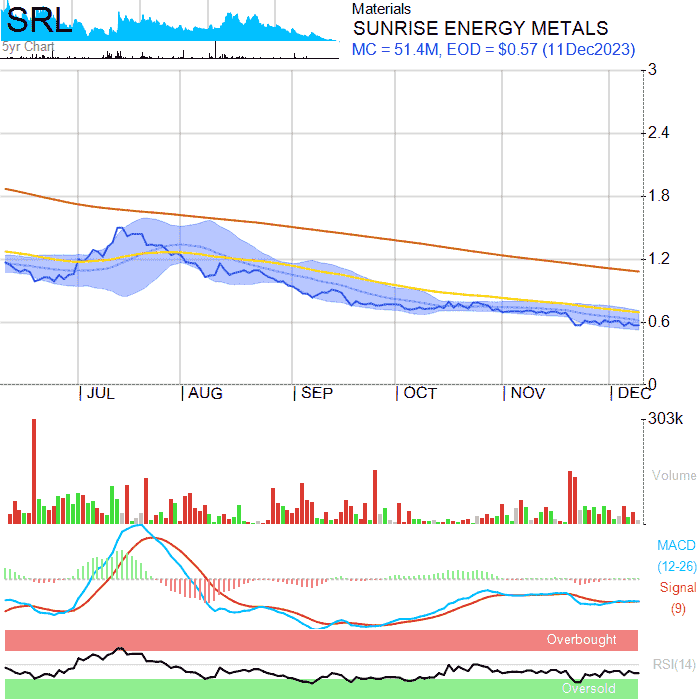 SRL
5yr Chart
Materials
SUNRISE ENERGY METALS
MC = 51.4M, EOD = $0.57 (11Dec2023)
3
2.4
1.8
1.2
0.6
0
JUL AUG SEP OCT NOV DEC
303k
Volume
MACD
(12-26)
Signal
(9)
Overbought
RSI(14)
Oversold